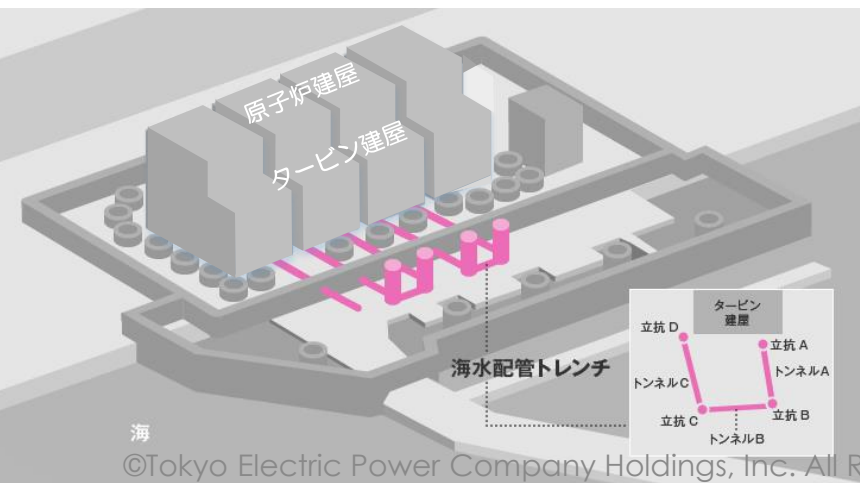 原子炉建屋
タービン建屋
海水配管トレンチ
タービン
建屋
立抗 D
立抗 A
トンネルC
トンネルA
立抗 C
立抗 B
トンネルB
海
©Tokyo Electric Power Company Holdings, Inc. All R